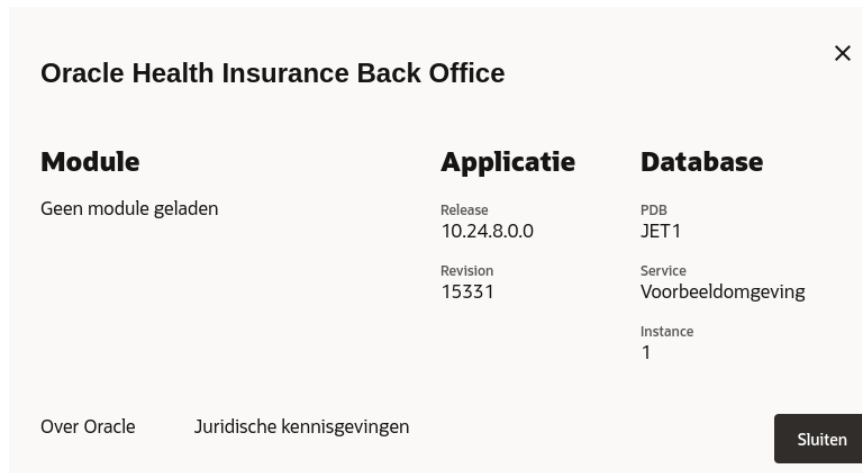 Oracle Health Insurance Back Office
Module
Geen module geladen
Applicatie
Release
10.24.8.0.0
Revision
15331
Database
PDB
JET1
Service
Voorbeeldomgeving
Instance
1
Over Oracle
Juridische kennisgevingen
Sluiten